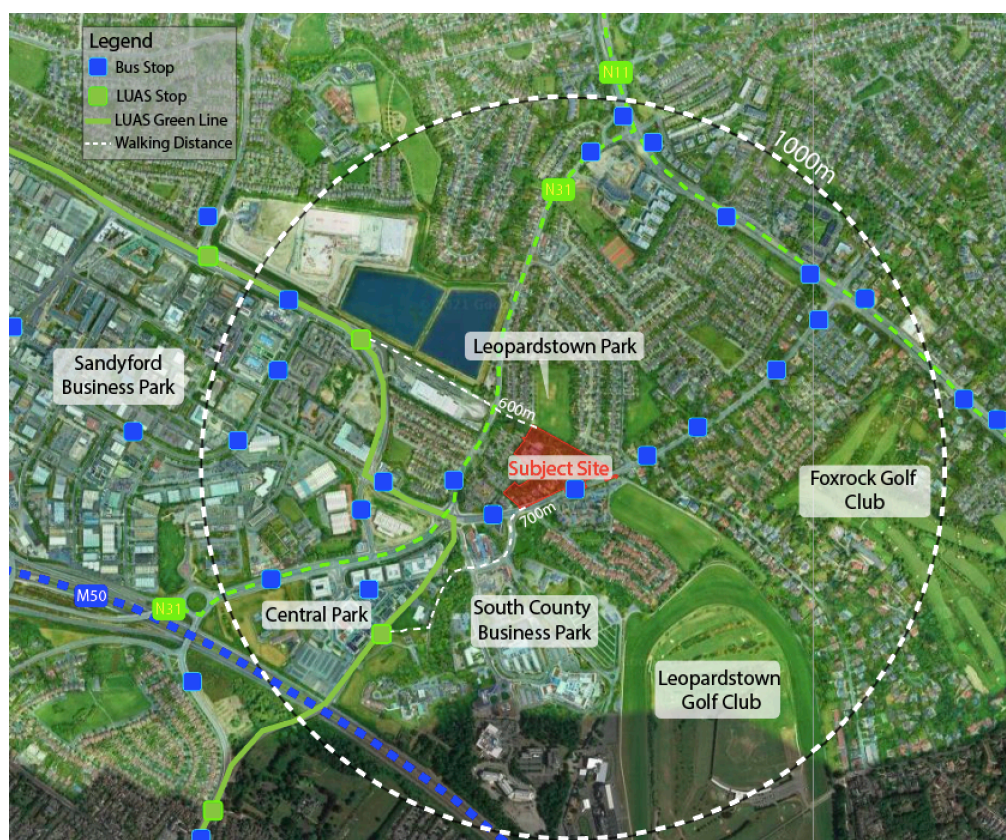 Legend
Bus Stop
LUAS Stop
LUAS Green Line
Walking Distance
N11
1000m
N31
Leopardstown Park
Sandyford
Business Park
600m
Subject Site
Foxrock Golf
Club
700m
M50
N31
Central Park
South County
Business Park
Leopardstown
Golf Club